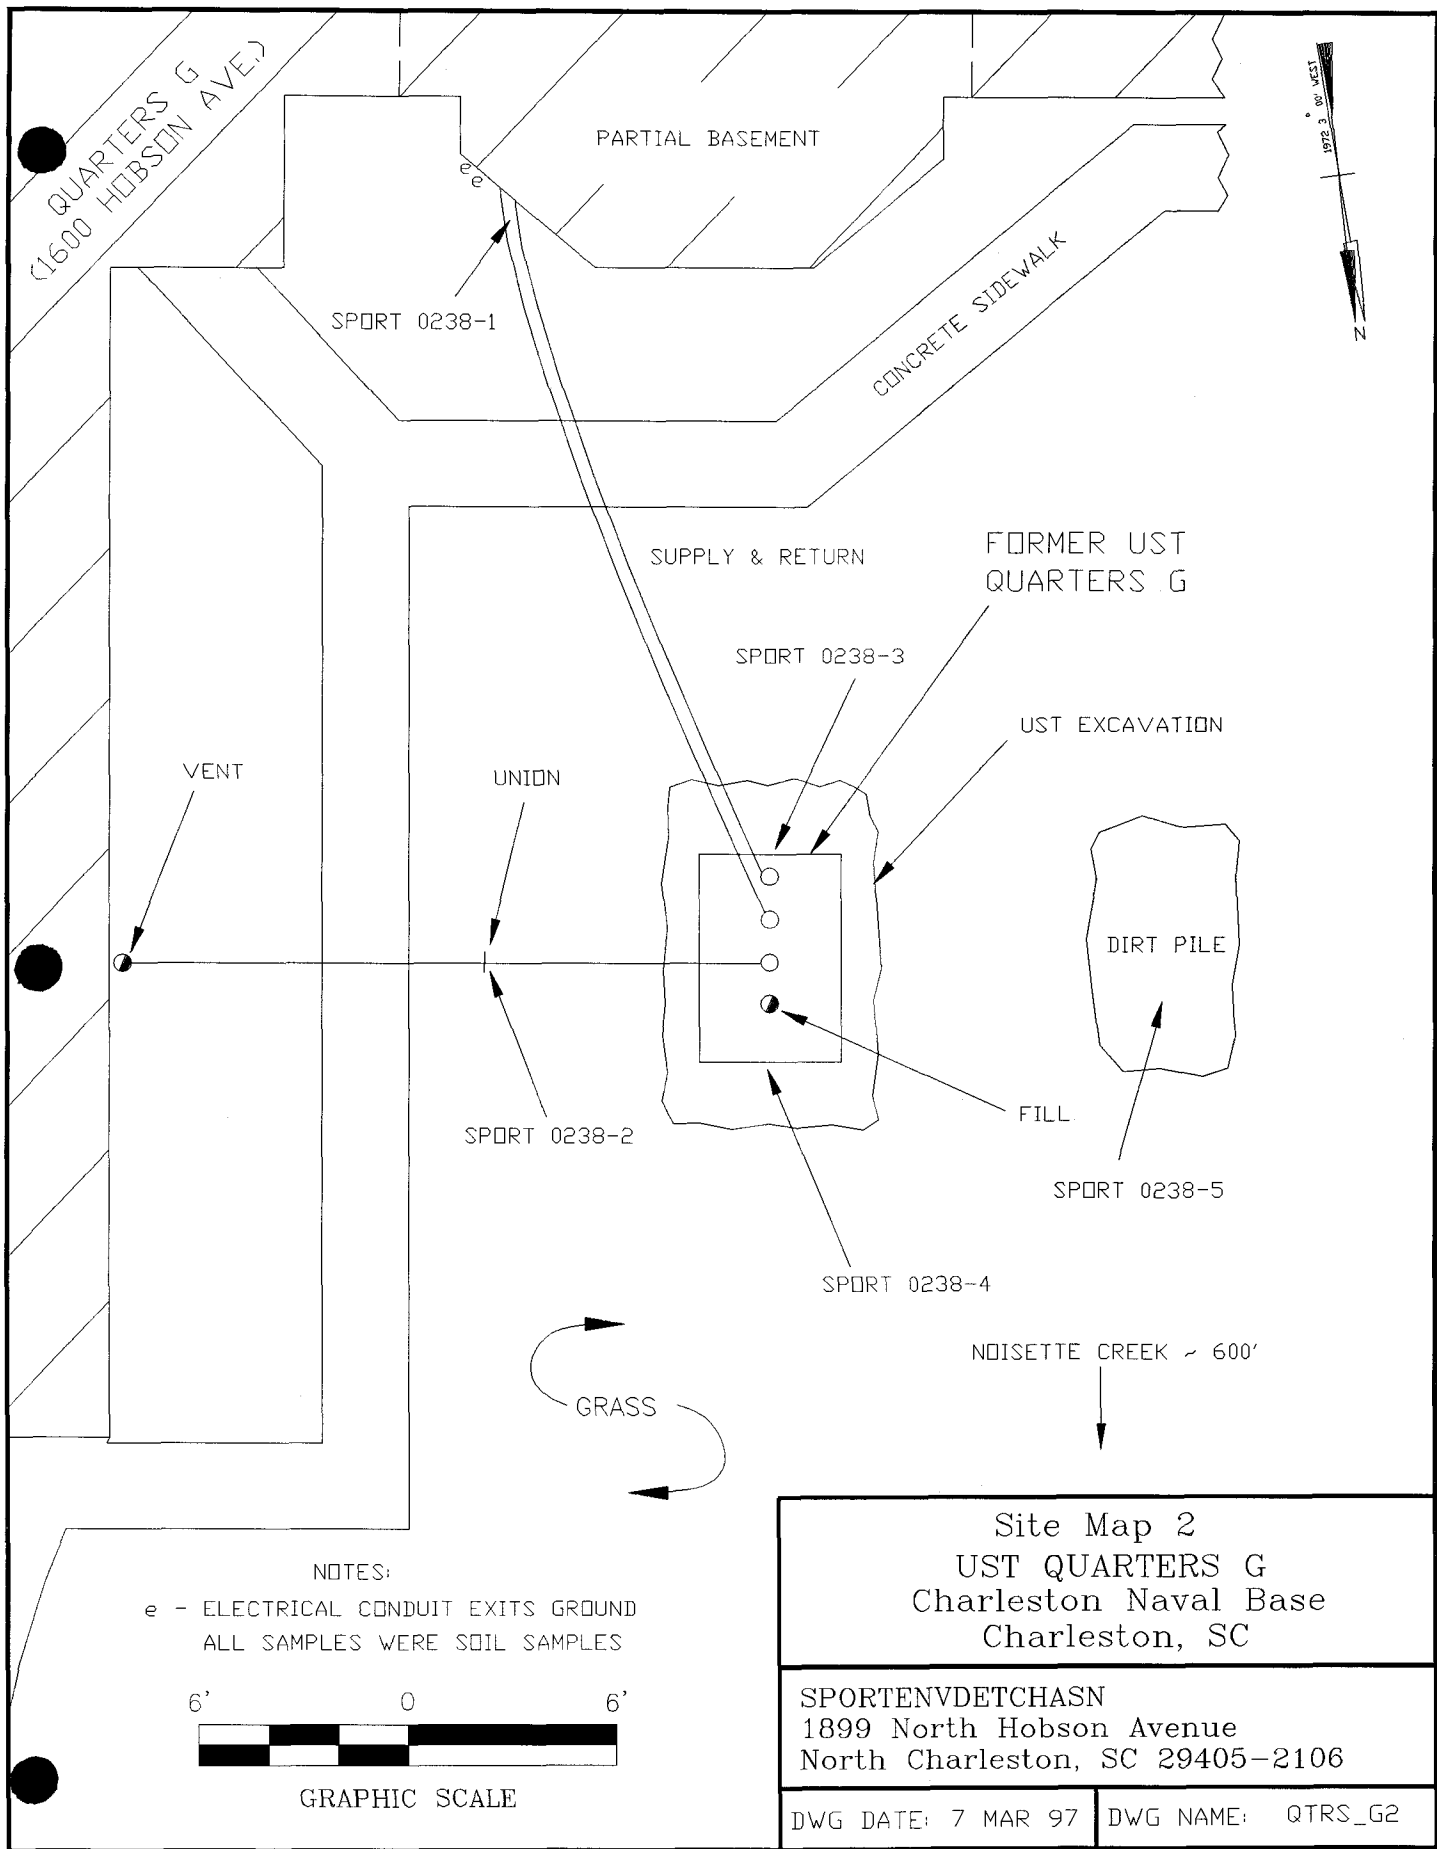 QUARTERS G
(1600 HOBSON AVE.)
PARTIAL BASEMENT
1972 3° 00' WEST
N
e
e
SPORT 0238-1
CONCRETE SIDEWALK
SUPPLY & RETURN
FORMER UST
QUARTERS G
SPORT 0238-3
UST EXCAVATION
VENT
UNION
DIRT PILE
FILL
SPORT 0238-2
SPORT 0238-5
SPORT 0238-4
NOISETTE CREEK ~ 600'
GRASS
NOTES:
e - ELECTRICAL CONDUIT EXITS GROUND
ALL SAMPLES WERE SOIL SAMPLES
6' 0 6'
GRAPHIC SCALE
Site Map 2
UST QUARTERS G
Charleston Naval Base
Charleston, SC
SPORTENVDETCHASN
1899 North Hobson Avenue
North Charleston, SC 29405-2106
DWG DATE: 7 MAR 97
DWG NAME: QTRS_G2